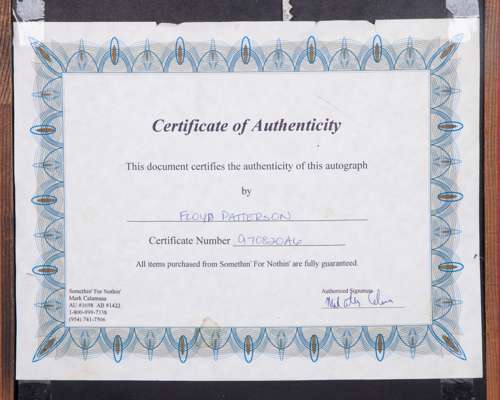 Certificate of Authenticity
This document certifies the authenticity of this autograph
by
FLOYD PATTERSON
Certificate Number 970820A6
All items purchased from Somethin' For Nothin' are fully guaranteed.
Somethin' For Nothin'
Mark Calamusa
AU #1698 AB #1422
1-800-999-7338
(954) 741-7506
Authorized Signature